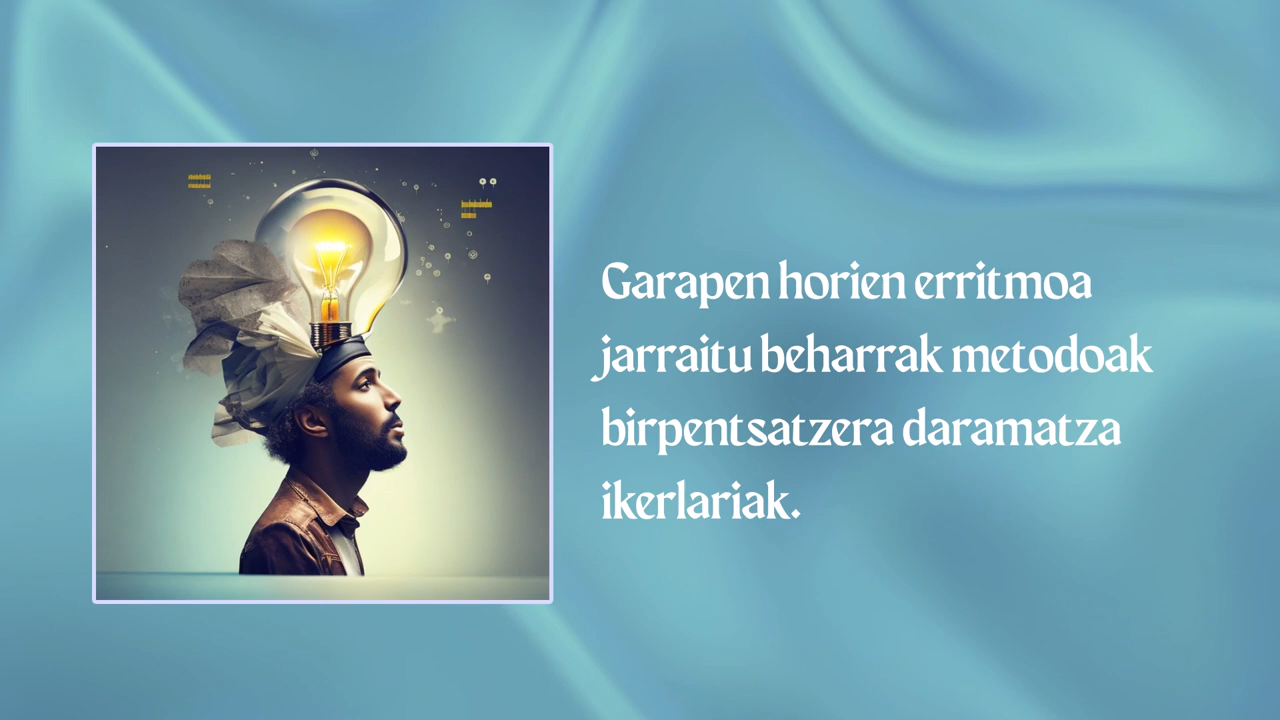 Garapen horien erritmoa
jarraitu beharrak metodoak
birpentsatzera daramatza
ikerlariak.